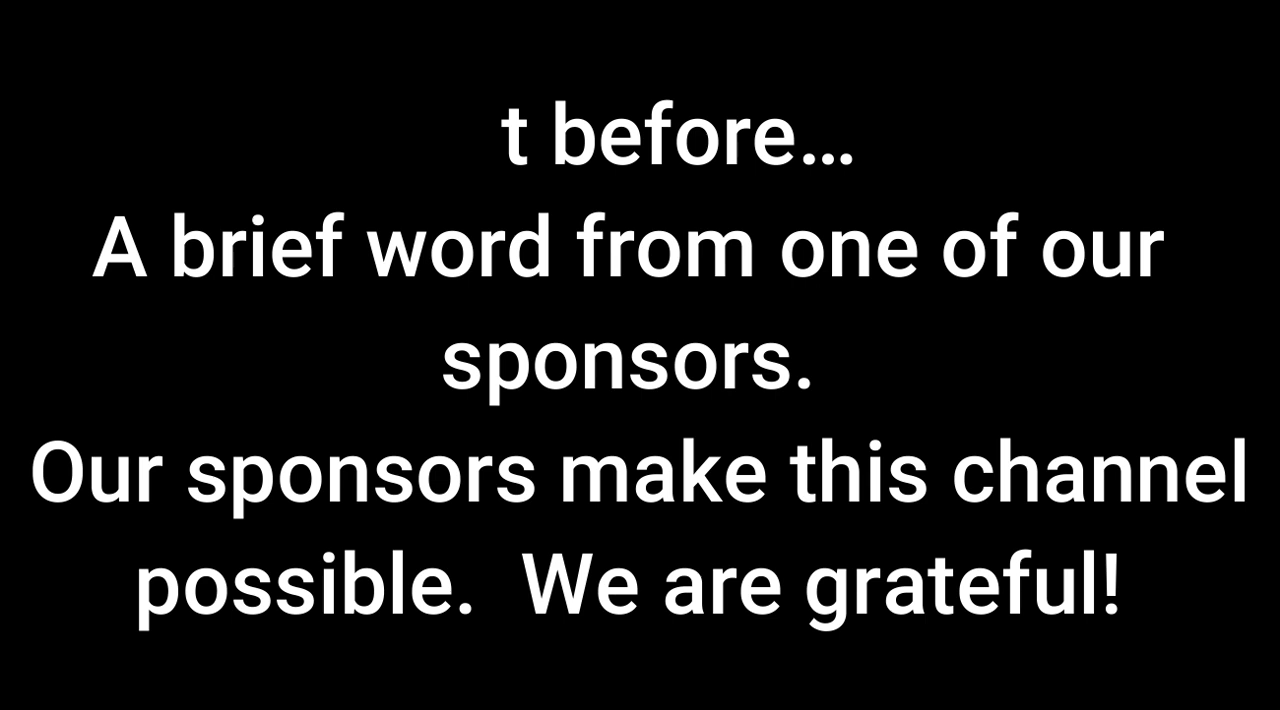 t before…
A brief word from one of our
sponsors.
Our sponsors make this channel
possible.  We are grateful!